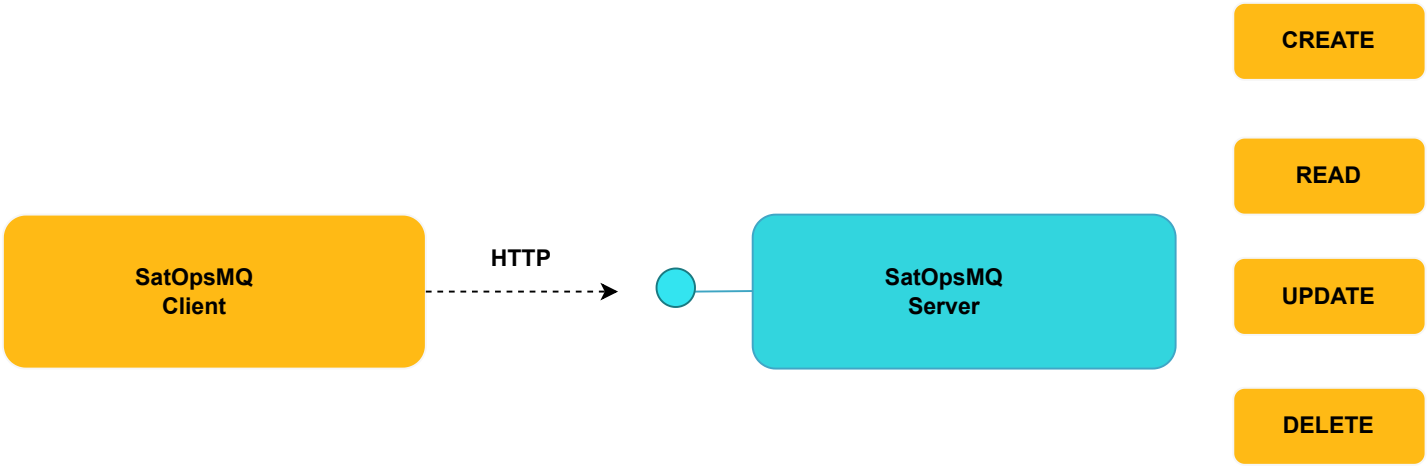 SatOpsMQ
Client
HTTP
SatOpsMQ
Server
CREATE
READ
UPDATE
DELETE